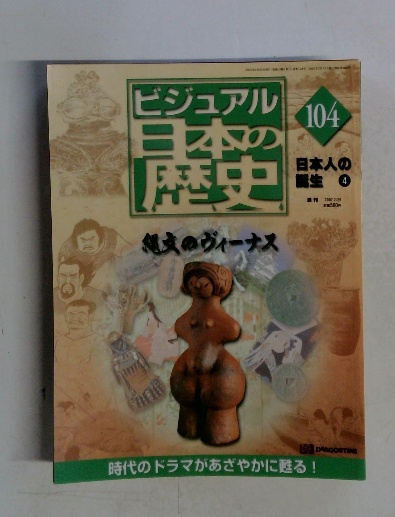 ビジュアル
日本の
歴史
104
日本人の
誕生 4
週刊
縄文のヴィーナス
DeAGOSTINI
時代のドラマがあざやかに甦る!